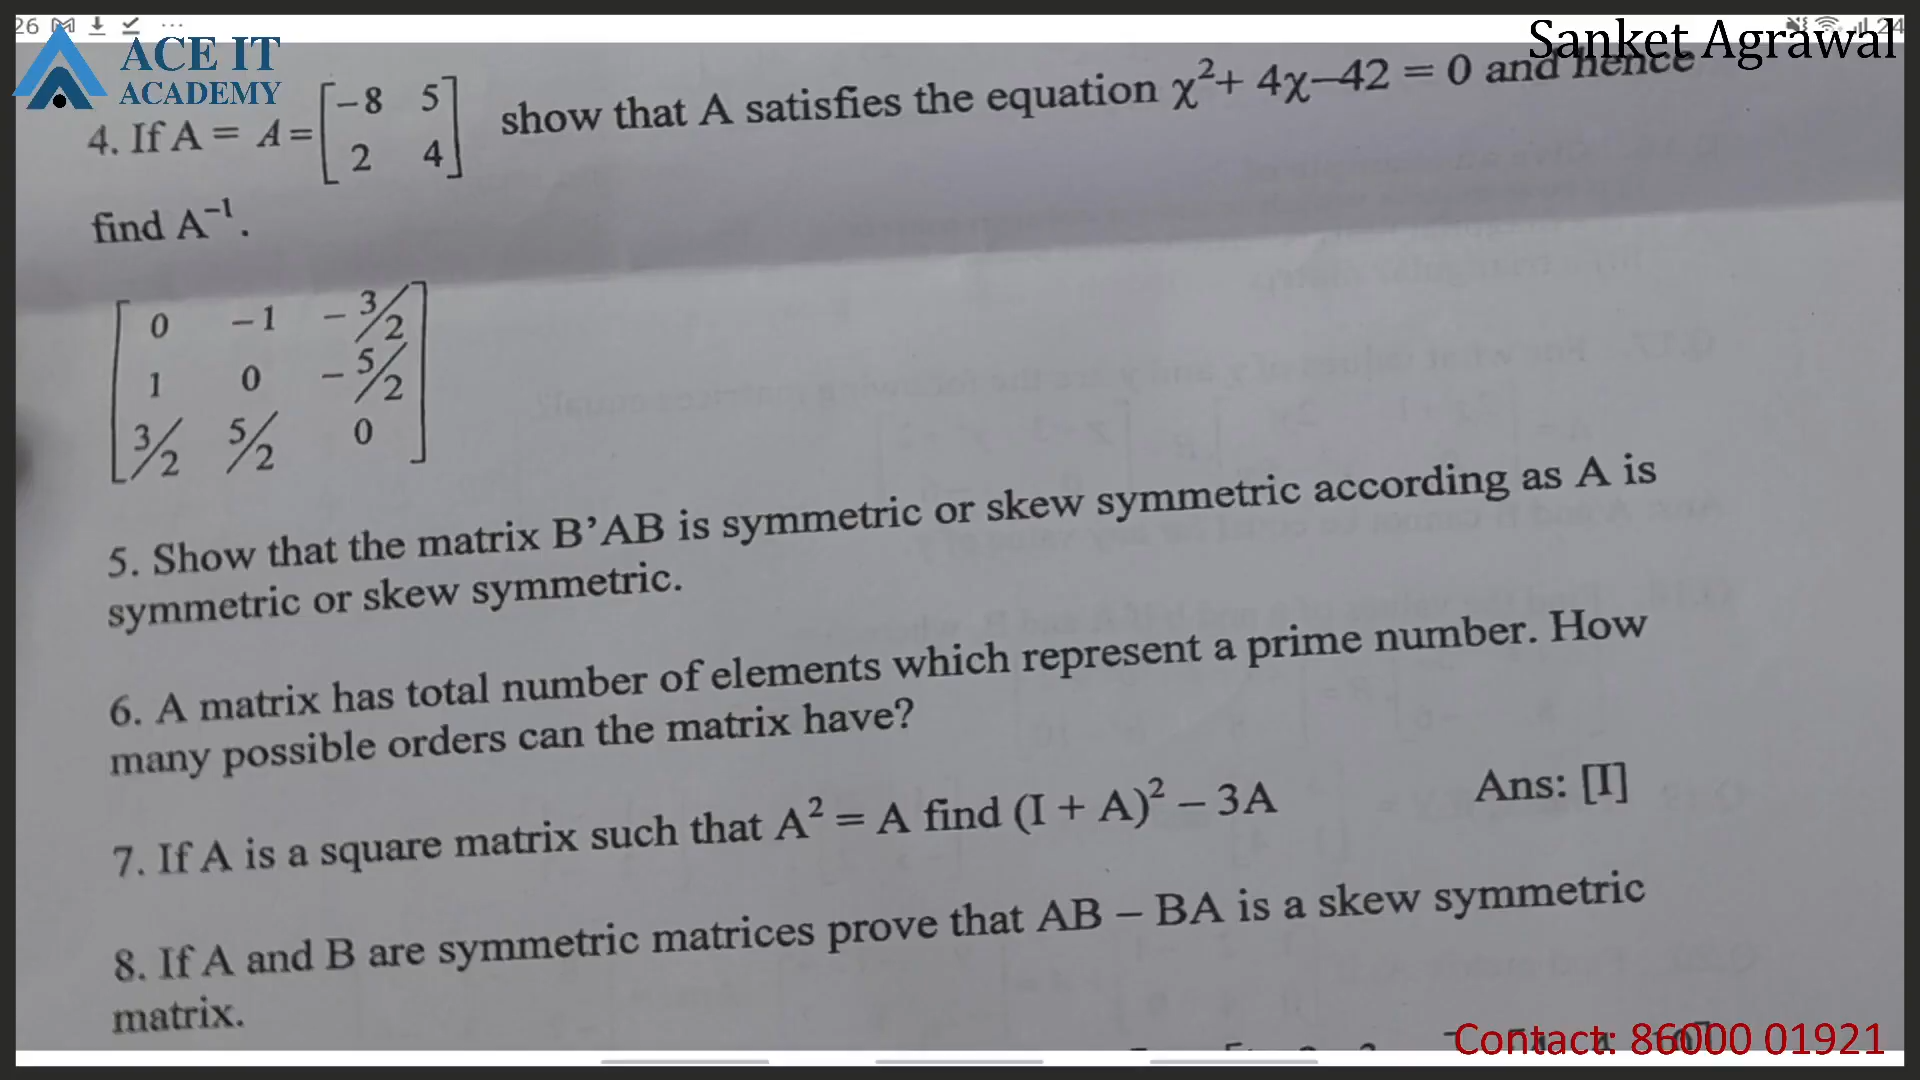 26
24
ACE IT
ACADEMY
Sanket Agrawal
4. If A = A = [-8 5
2 4] show that A satisfies the equation χ²+ 4χ–42 = 0 and hence
find A⁻¹.
[0 -1 -3/2
1 0 -5/2
3/2 5/2 0]
5. Show that the matrix B’AB is symmetric or skew symmetric according as A is
symmetric or skew symmetric.
6. A matrix has total number of elements which represent a prime number. How
many possible orders can the matrix have?
7. If A is a square matrix such that A² = A find (I + A)² – 3A Ans: [I]
8. If A and B are symmetric matrices prove that AB – BA is a skew symmetric
matrix.
Contact: 86000 01921